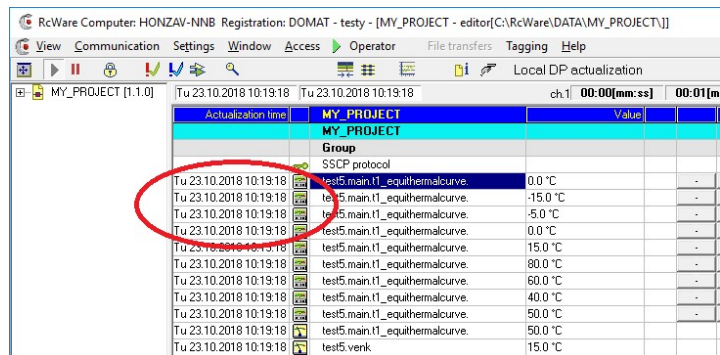 RcWare Computer: HONZAV-NNB Registration: DOMAT - testy - [MY_PROJECT - editor[C:\RcWare\DATA\MY_PROJECT\]]
View Communication Settings Window Access Operator File transfers Tagging Help
Local DP actualization
MY_PROJECT [1.1.0] Tu 23.10.2018 10:19:18 Tu 23.10.2018 10:19:18 ch.1 00:00[mm:ss] 00:01[m
Actualization time MY_PROJECT Value
MY_PROJECT
Group
SSCP protocol
Tu 23.10.2018 10:19:18 test5.main.t1_equithermalcurve. 0.0 °C -
Tu 23.10.2018 10:19:18 test5.main.t1_equithermalcurve. -15.0 °C -
Tu 23.10.2018 10:19:18 test5.main.t1_equithermalcurve. -5.0 °C -
Tu 23.10.2018 10:19:18 test5.main.t1_equithermalcurve. 0.0 °C -
Tu 23.10.2018 10:19:18 test5.main.t1_equithermalcurve. 15.0 °C -
Tu 23.10.2018 10:19:18 test5.main.t1_equithermalcurve. 80.0 °C -
Tu 23.10.2018 10:19:18 test5.main.t1_equithermalcurve. 60.0 °C -
Tu 23.10.2018 10:19:18 test5.main.t1_equithermalcurve. 40.0 °C -
Tu 23.10.2018 10:19:18 test5.main.t1_equithermalcurve. 50.0 °C -
Tu 23.10.2018 10:19:18 test5.main.t1_equithermalcurve. 50.0 °C
Tu 23.10.2018 10:19:18 test5.venk 15.0 °C